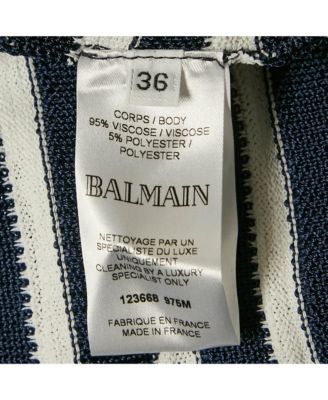 36
CORPS / BODY
95% VISCOSE / VISCOSE
5% POLYESTER /
POLYESTER
BALMAIN
NETTOYAGE PAR UN
SPECIALISTE DU LUXE
UNIQUEMENT
CLEANING BY A LUXURY
SPECIALIST ONLY
123668 975M
FABRIQUE EN FRANCE
MADE IN FRANCE